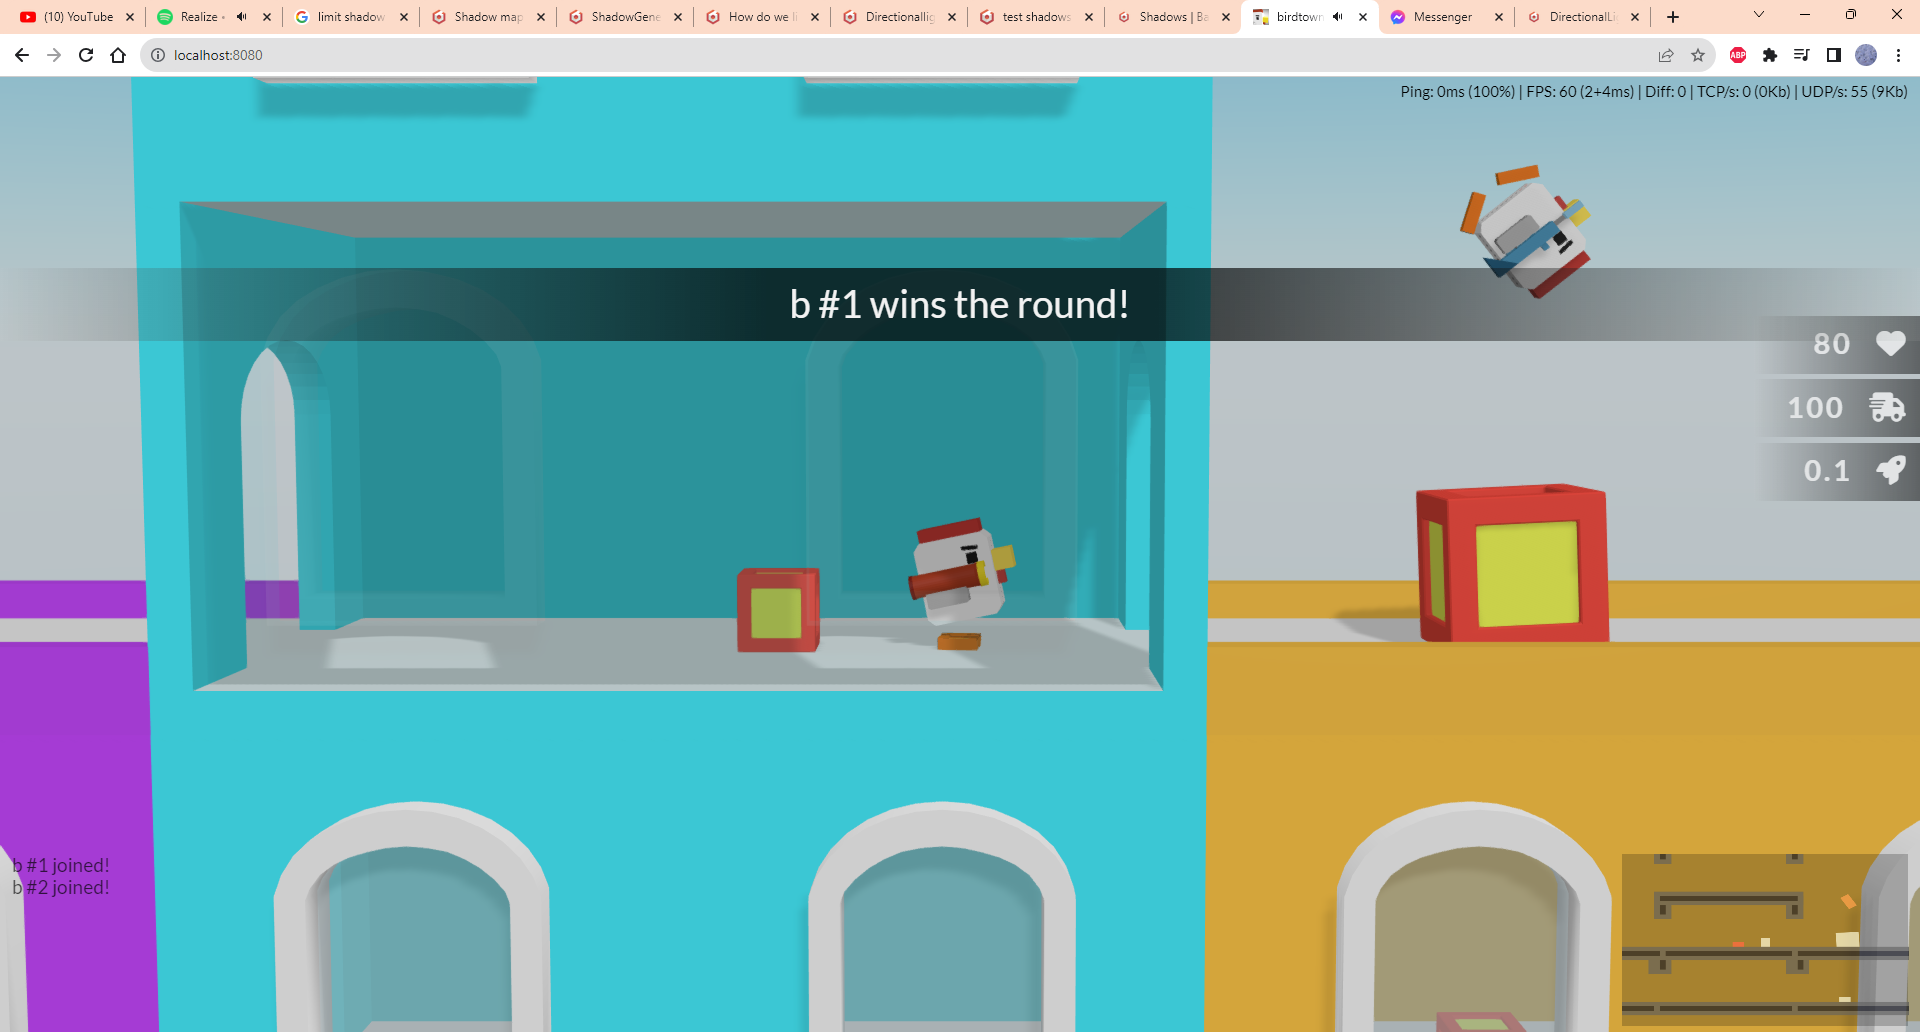 (10) YouTube
Realize
limit shadow
Shadow map
ShadowGene
How do we li
Directionallig
test shadows
Shadows | Ba
birdtown
Messenger
DirectionalLi
localhost:8080
ABP
Ping: 0ms (100%) | FPS: 60 (2+4ms) | Diff: 0 | TCP/s: 0 (0Kb) | UDP/s: 55 (9Kb)
b #1 wins the round!
80
100
0.1
b #1 joined!
b #2 joined!